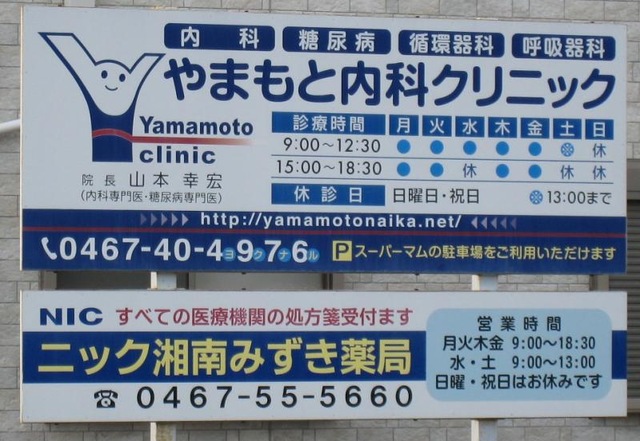 内科 糖尿病 循環器科 呼吸器科
やまもと内科クリニック
Yamamoto
clinic
院長 山本 幸宏
(内科専門医・糖尿病専門医)
診療時間 月 火 水 木 金 土 日
9:00～12:30 ● ● ● ● ● ❄ 休
15:00～18:30 ● ● 休 ● ● 休 休
休診日 日曜日・祝日 ❄13:00まで
http://yamamotonaika.net/
0467-40-4976
ヨクナル
P スーパーマムの駐車場をご利用いただけます
NIC すべての医療機関の処方箋受付ます
ニック湘南みずき薬局
☎ 0467-55-5660
営業時間
月火木金 9:00～18:30
水・土 9:00～13:00
日曜・祝日はお休みです